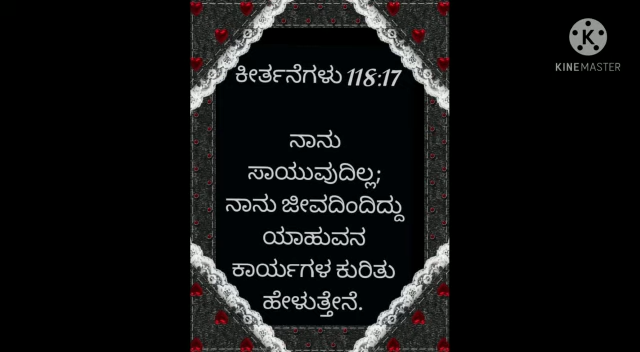 ಕೀರ್ತನೆಗಳು 118:17
ನಾನು
ಸಾಯುವುದಿಲ್ಲ;
ನಾನು ಜೀವದಿಂದಿದ್ದು
ಯಾಹುವನ
ಕಾರ್ಯಗಳ ಕುರಿತು
ಹೇಳುತ್ತೇನೆ.
K
KINEMASTER